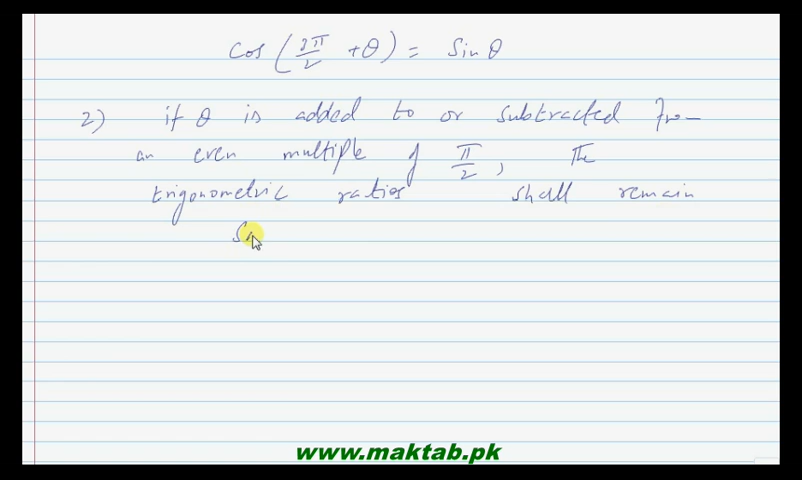 Cos (3π/2 + θ) = Sin θ
2) if θ is added to or subtracted from
an even multiple of π/2, The
trigonometric ratios shall remain
Sa
www.maktab.pk